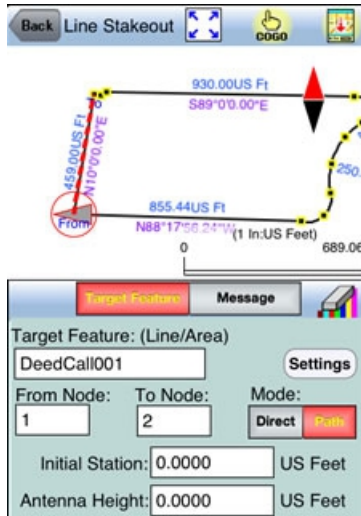 Back Line Stakeout COGO
930.00US Ft
S89°0'0.00"E
To
459.00US Ft
N10°0'0.00"E
250.
855.44US Ft
From
N88°17'56.24"W
(1 In:US Feet)
0 689.06
Target Feature Message
Target Feature: (Line/Area)
DeedCall001 Settings
From Node: To Node: Mode:
1 2 Direct Path
Initial Station: 0.0000 US Feet
Antenna Height: 0.0000 US Feet